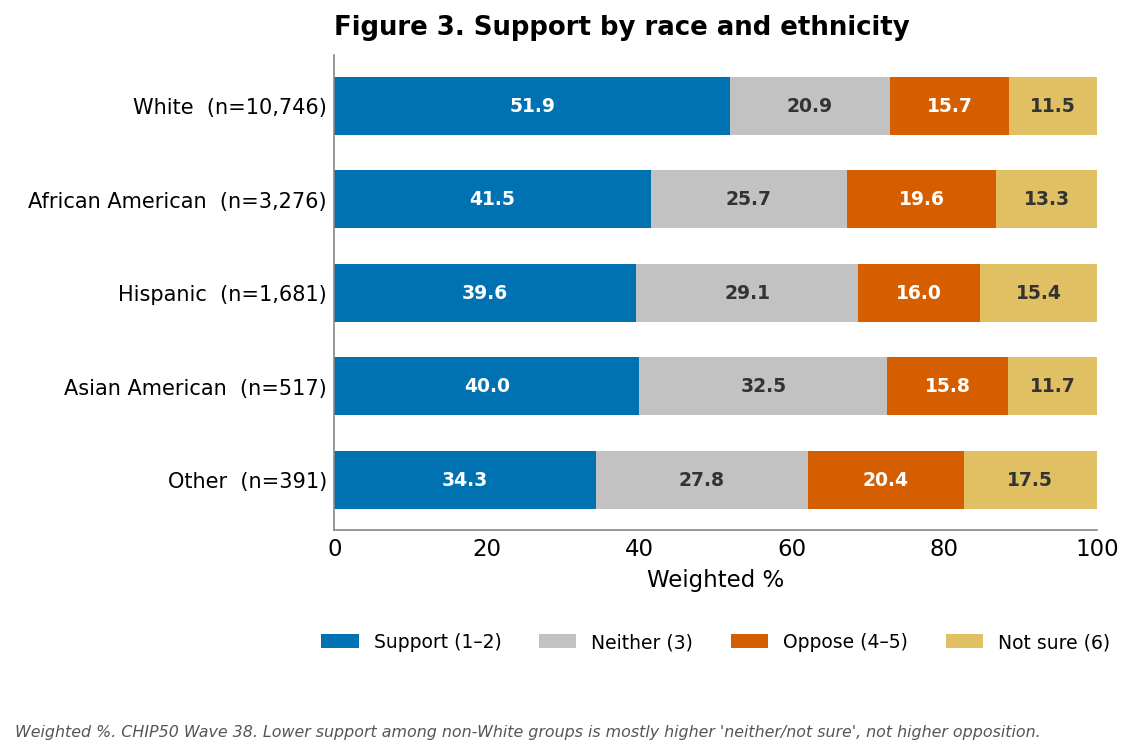 Figure 3. Support by race and ethnicity
White (n=10,746) 51.9 20.9 15.7 11.5
African American (n=3,276) 41.5 25.7 19.6 13.3
Hispanic (n=1,681) 39.6 29.1 16.0 15.4
Asian American (n=517) 40.0 32.5 15.8 11.7
Other (n=391) 34.3 27.8 20.4 17.5
0 20 40 60 80 100
Weighted %
Support (1–2) Neither (3) Oppose (4–5) Not sure (6)
Weighted %. CHIP50 Wave 38. Lower support among non-White groups is mostly higher 'neither/not sure', not higher opposition.